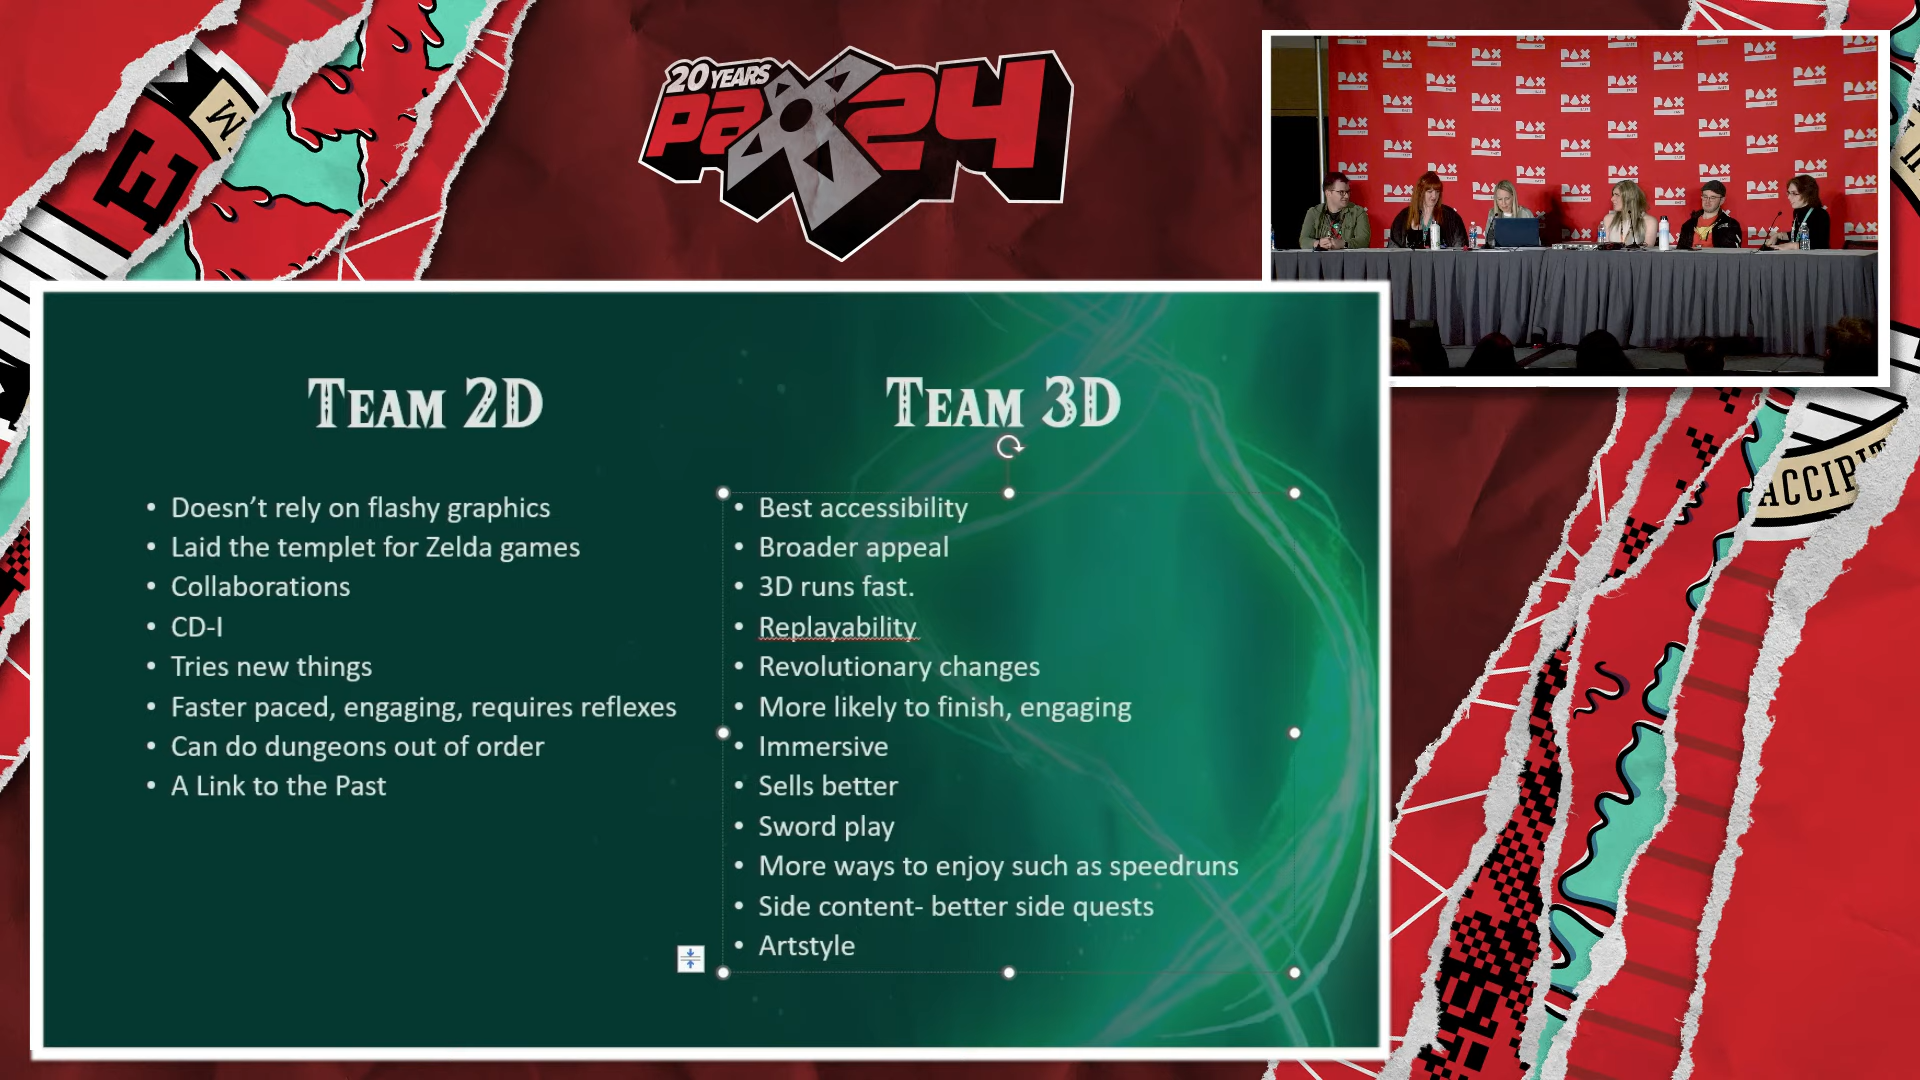 20 YEARS
PAX 24
M
E
PAX
EAST
Team 2D
• Doesn’t rely on flashy graphics
• Laid the templet for Zelda games
• Collaborations
• CD-I
• Tries new things
• Faster paced, engaging, requires reflexes
• Can do dungeons out of order
• A Link to the Past
Team 3D
• Best accessibility
• Broader appeal
• 3D runs fast.
• Replayability
• Revolutionary changes
• More likely to finish, engaging
• Immersive
• Sells better
• Sword play
• More ways to enjoy such as speedruns
• Side content- better side quests
• Artstyle
ACCIPIT